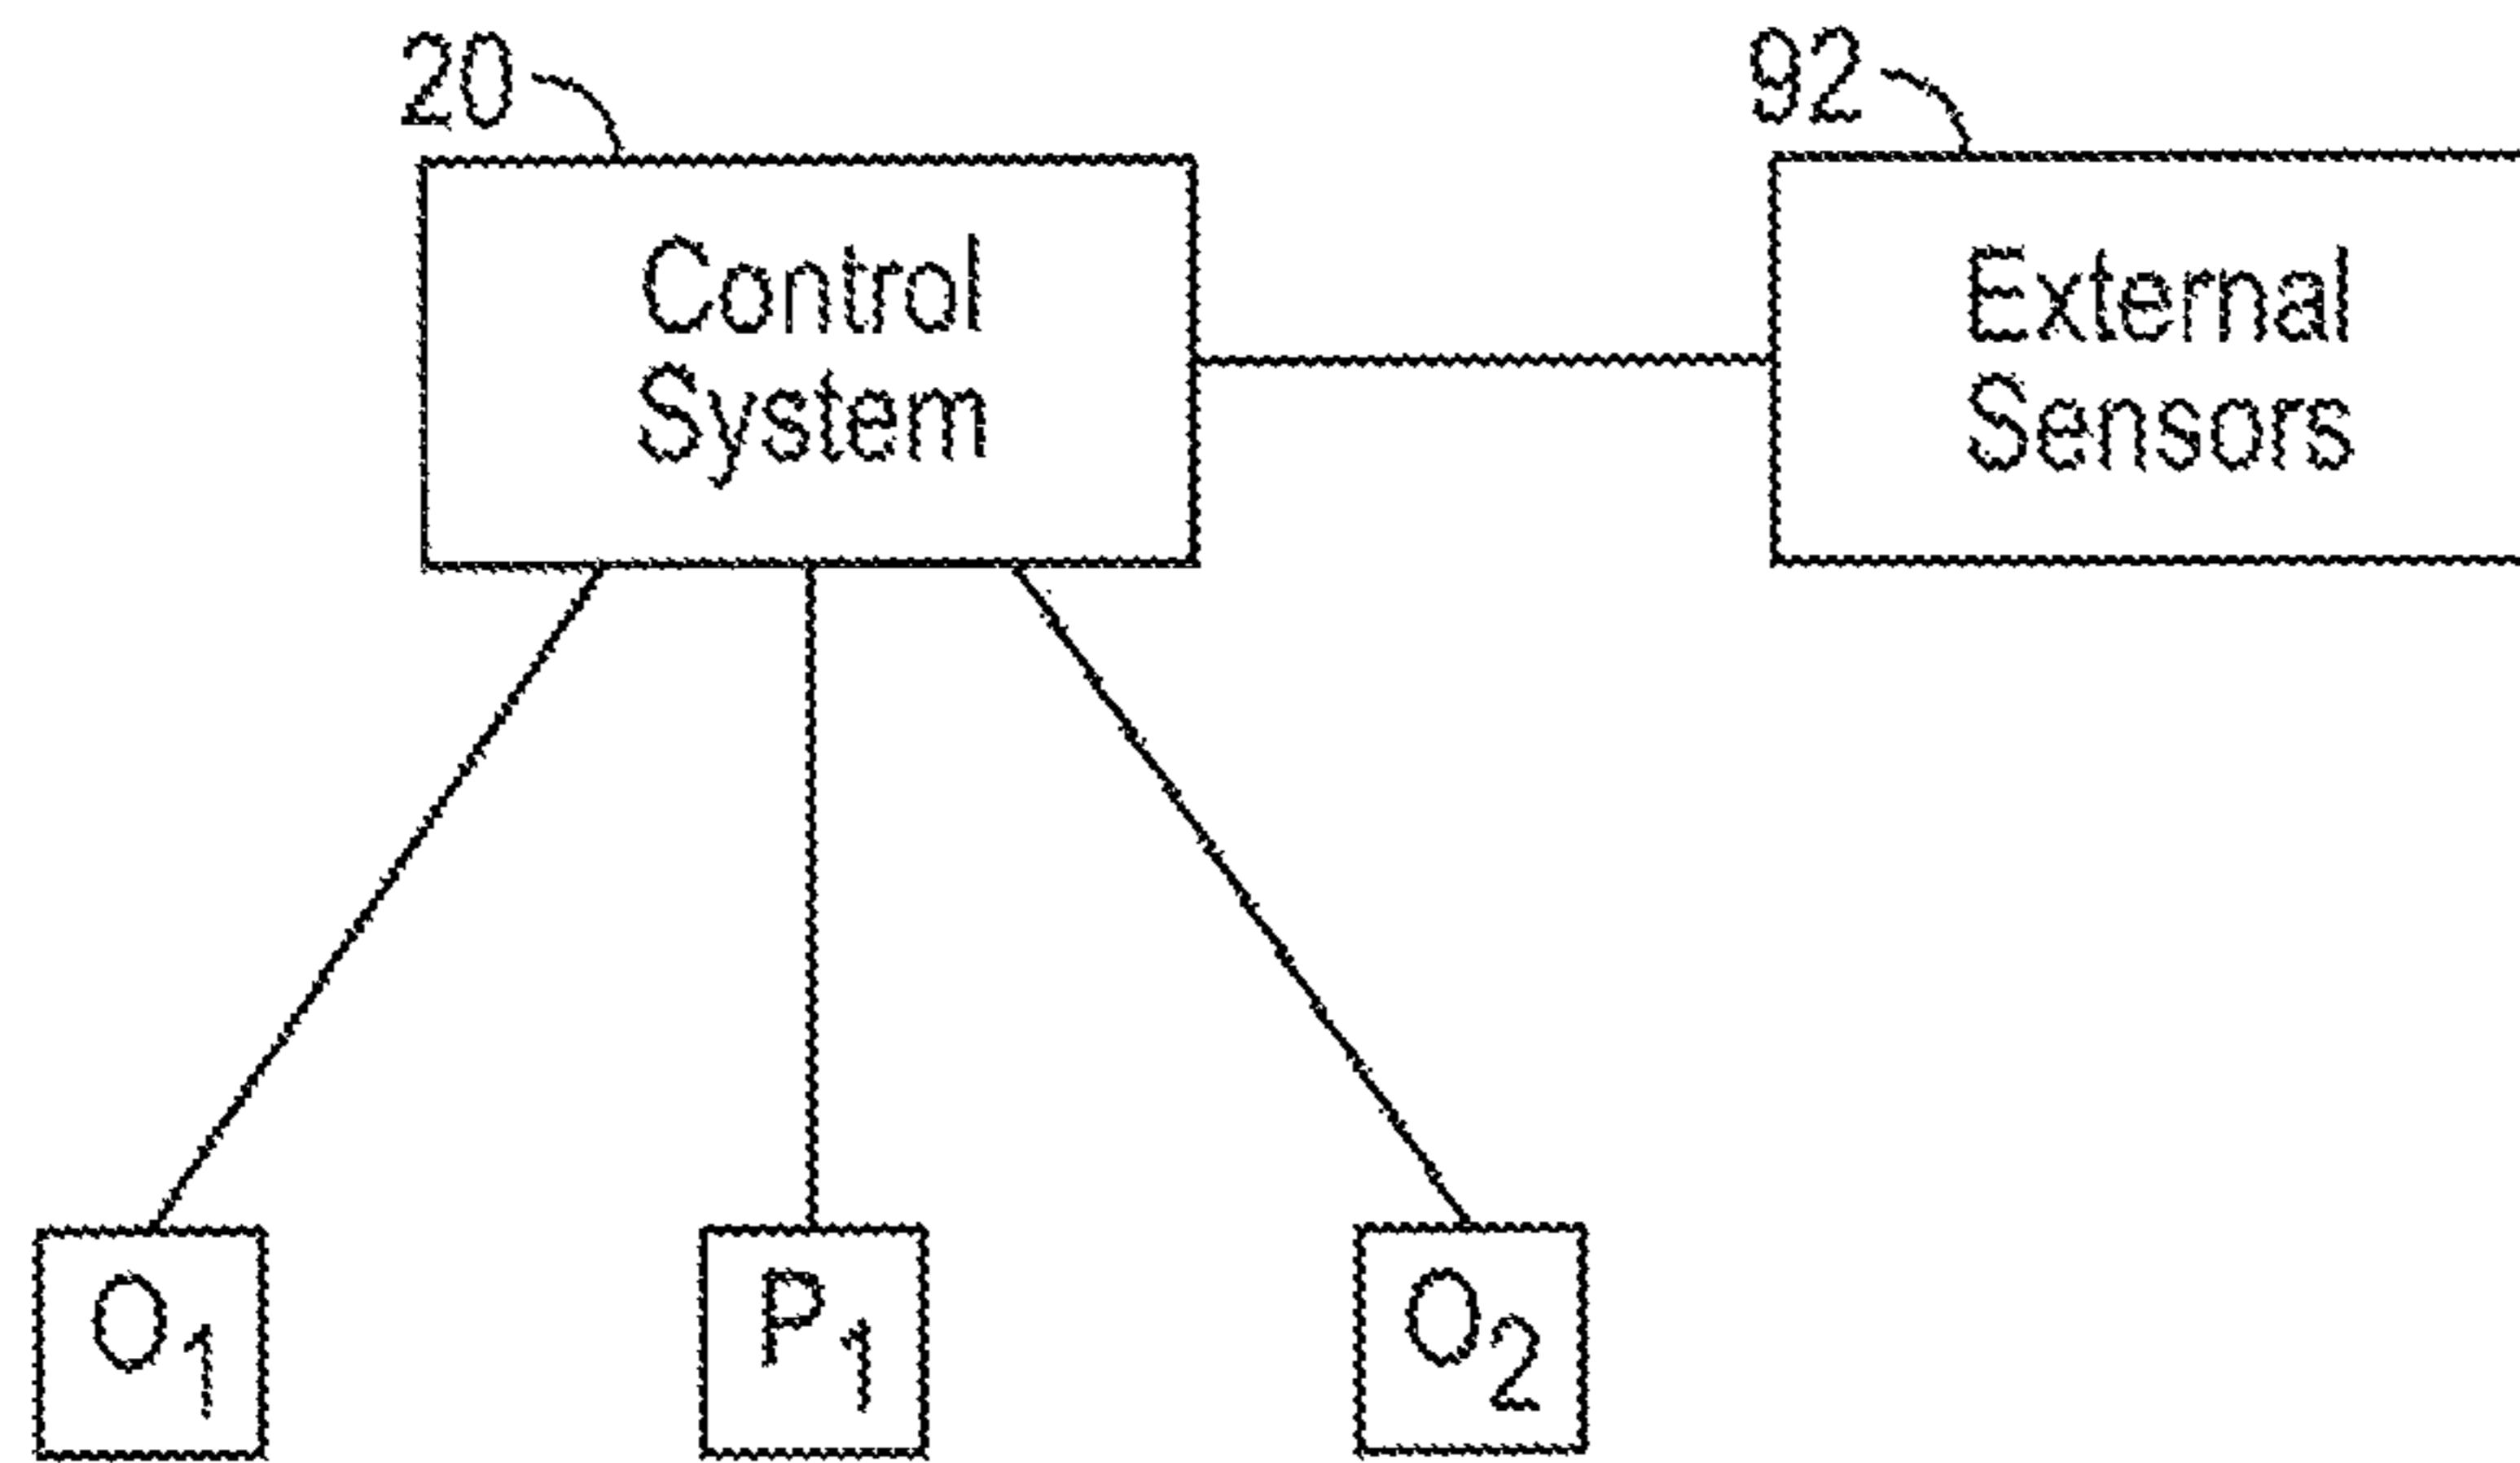 20
92
Control
System
External
Sensors
O1
P1
O2